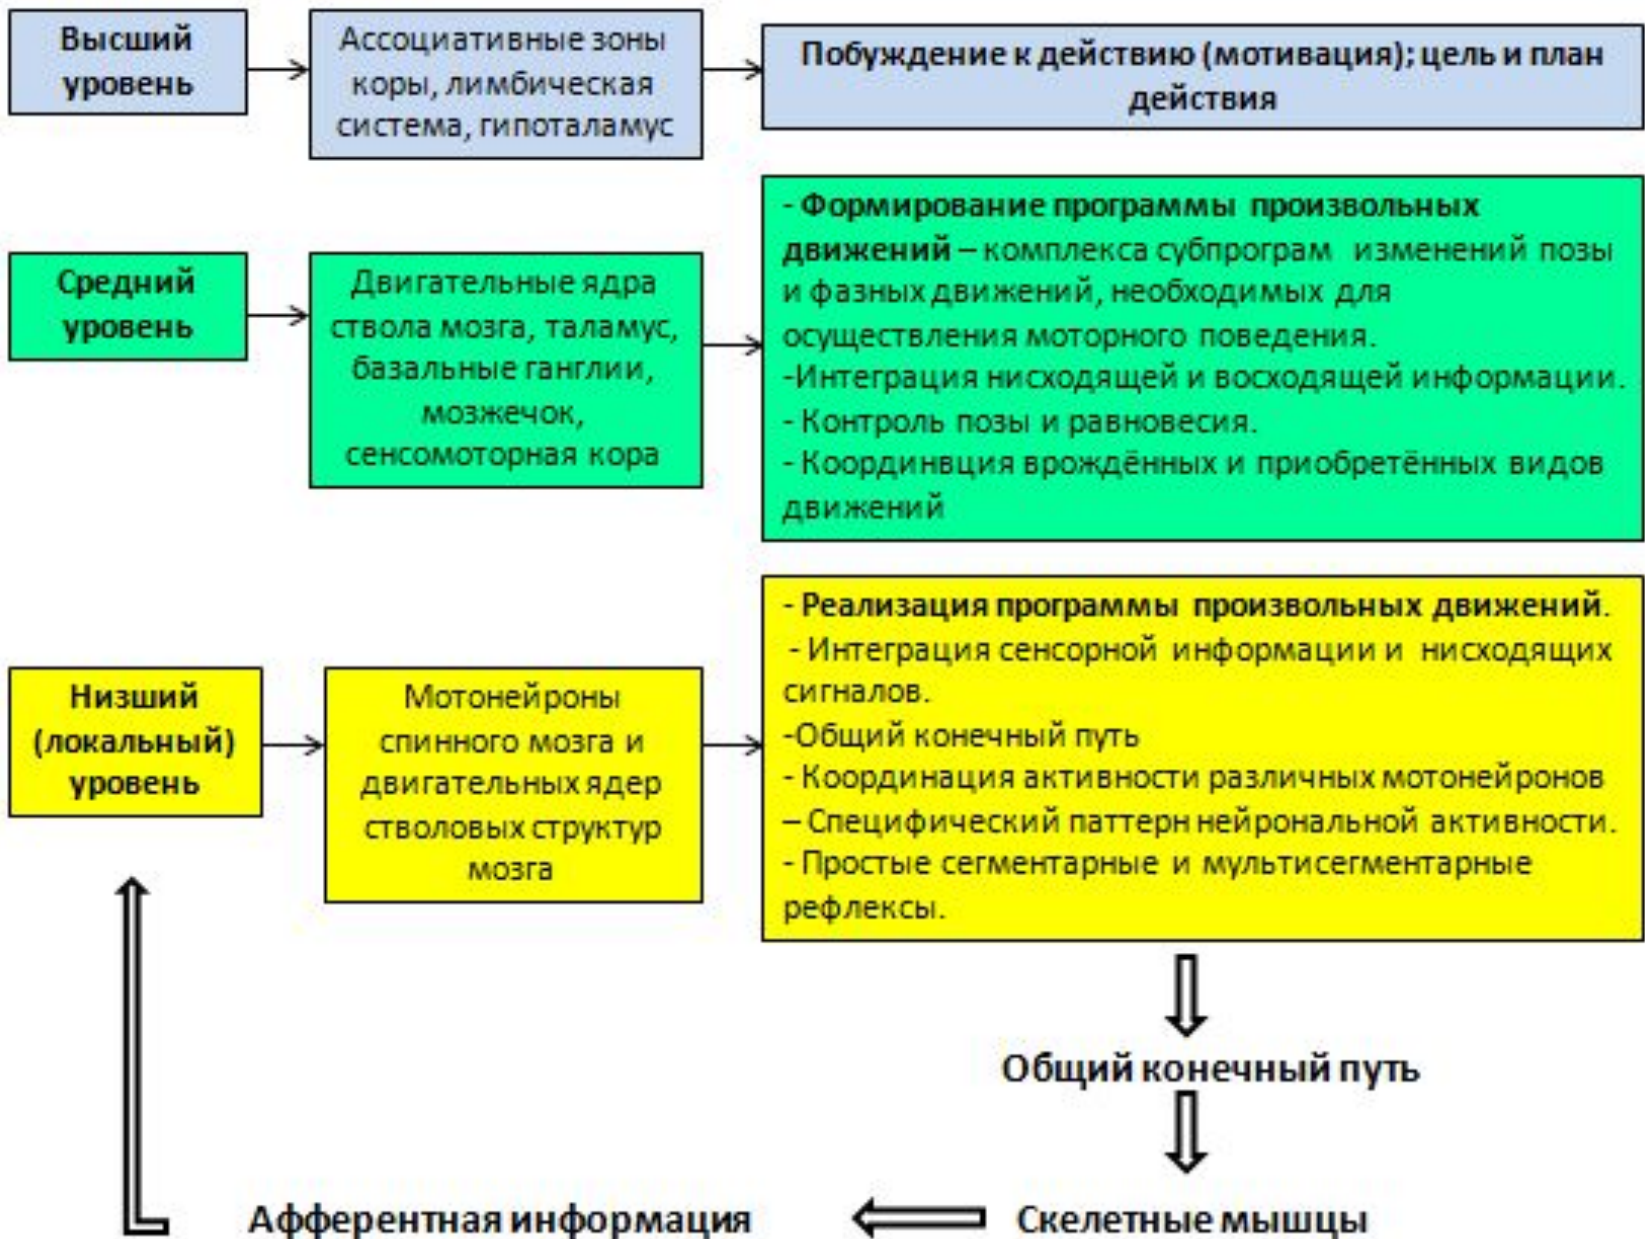 Высший
уровень
Ассоциативные зоны
коры, лимбическая
система, гипоталамус
Побуждение к действию (мотивация); цель и план
действия
Средний
уровень
Двигательные ядра
ствола мозга, таламус,
базальные ганглии,
мозжечок,
сенсомоторная кора
- Формирование программы произвольных
движений – комплекса субпрограм изменений позы
и фазных движений, необходимых для
осуществления моторного поведения.
-Интеграция нисходящей и восходящей информации.
- Контроль позы и равновесия.
- Координвция врождённых и приобретённых видов
движений
Низший
(локальный)
уровень
Мотонейроны
спинного мозга и
двигательных ядер
стволовых структур
мозга
- Реализация программы произвольных движений.
- Интеграция сенсорной информации и нисходящих
сигналов.
-Общий конечный путь
- Координация активности различных мотонейронов
– Специфический паттерн нейрональной активности.
- Простые сегментарные и мультисегментарные
рефлексы.
Общий конечный путь
Афферентная информация
Скелетные мышцы